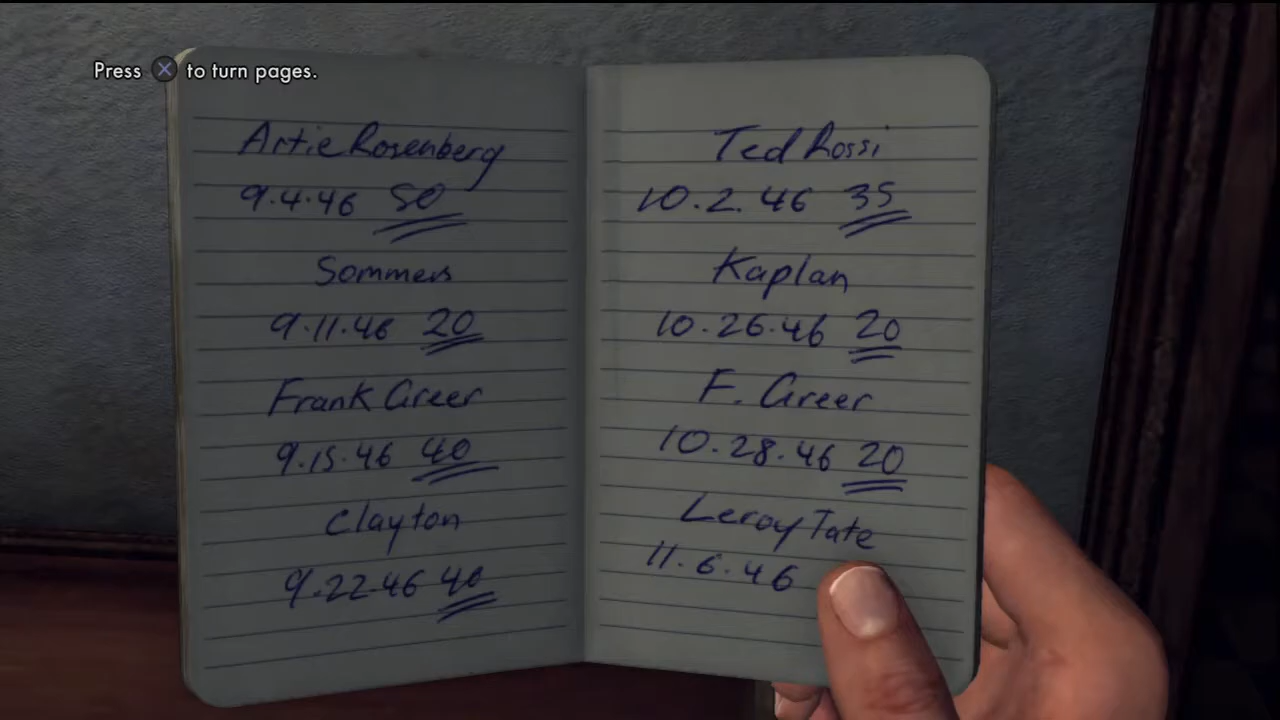 Press X to turn pages.
Artie Rosenberg
9.4.46 50
Sommers
9.11.46 20
Frank Greer
9.15.46 40
Clayton
9.22.46 40
Ted Rossi
10.2.46 35
Kaplan
10.26.46 20
F. Greer
10.28.46 20
Leroy Tate
11.6.46